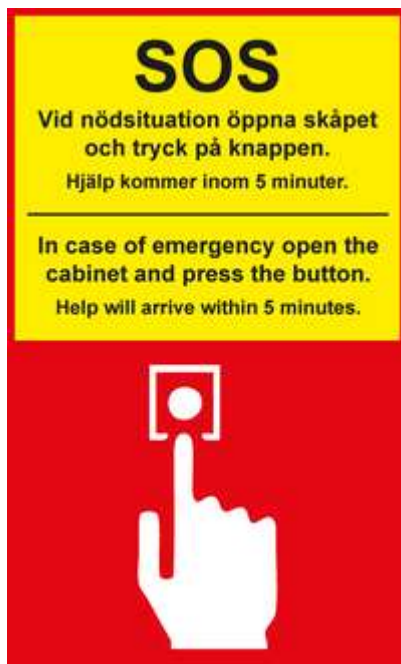 SOS
Vid nödsituation öppna skåpet
och tryck på knappen.
Hjälp kommer inom 5 minuter.
In case of emergency open the
cabinet and press the button.
Help will arrive within 5 minutes.